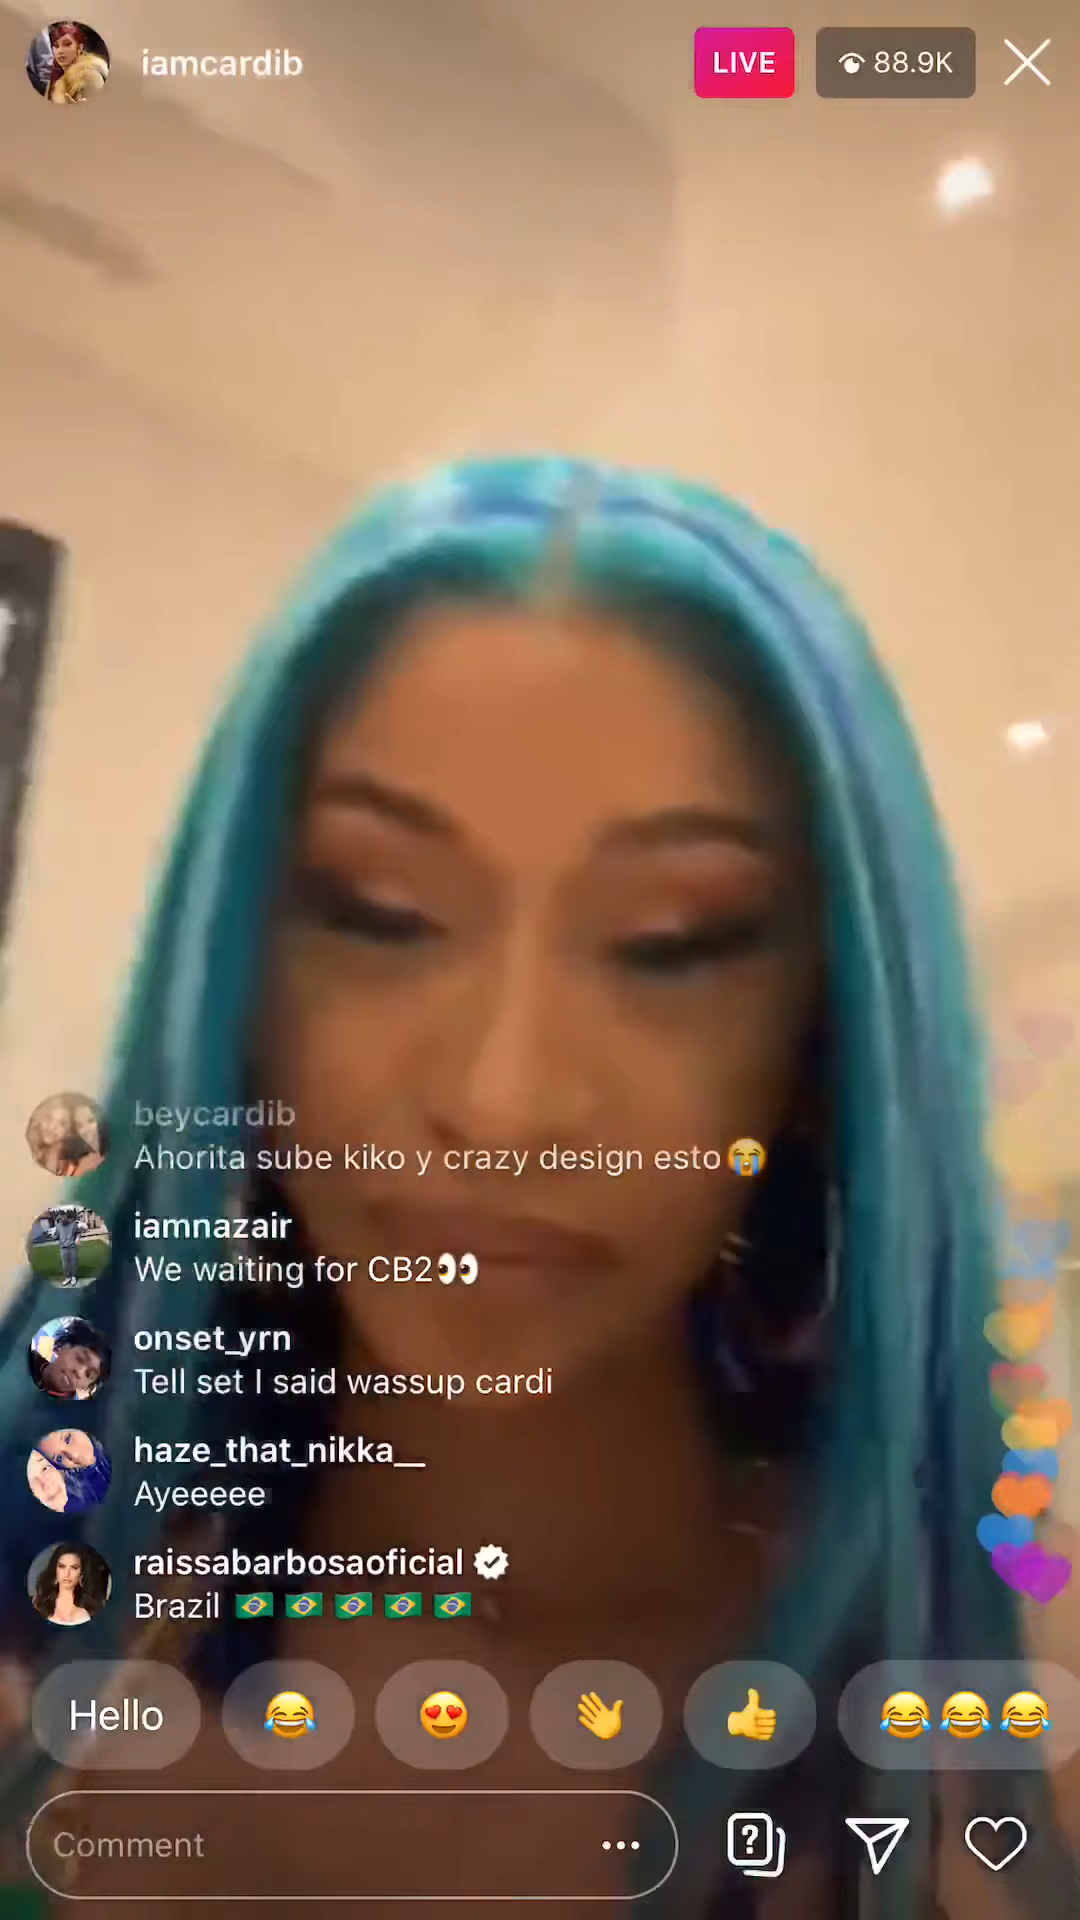 iamcardib
LIVE
88.9K
beycardib
Ahorita sube kiko y crazy design esto😭
iamnazair
We waiting for CB2👀
onset_yrn
Tell set I said wassup cardi
haze_that_nikka__
Ayeeeee
raissabarbosaoficial
Brazil 🇧🇷 🇧🇷 🇧🇷 🇧🇷 🇧🇷
Hello 😂 😍 👋 👍 😂😂😂
Comment ...
?